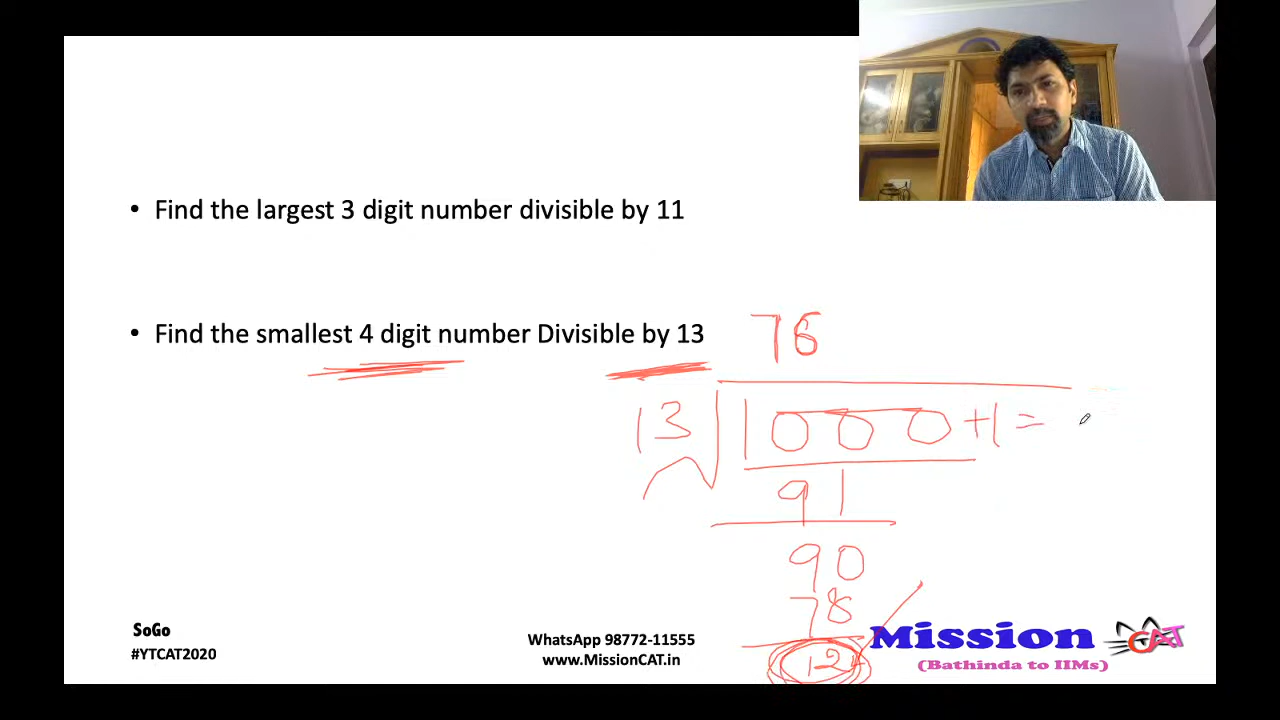 • Find the largest 3 digit number divisible by 11
• Find the smallest 4 digit number Divisible by 13
76
13 1000+1=
91
90
78
12
SoGo
#YTCAT2020
WhatsApp 98772-11555
www.MissionCAT.in
Mission CAT
(Bathinda to IIMs)